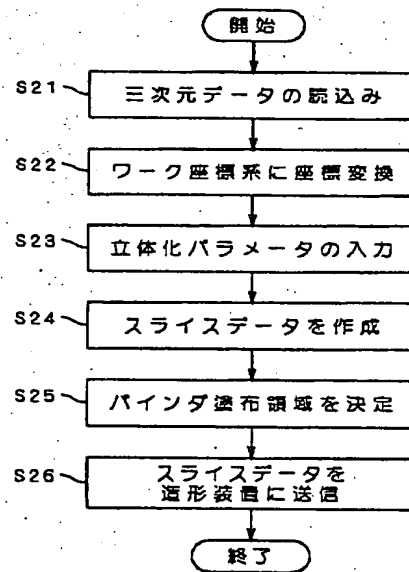 開始
S21
三次元データの読込み
S22
ワーク座標系に座標変換
S23
立体化パラメータの入力
S24
スライスデータを作成
S25
バインダ塗布領域を決定
S26
スライスデータを
造形装置に送信
終了